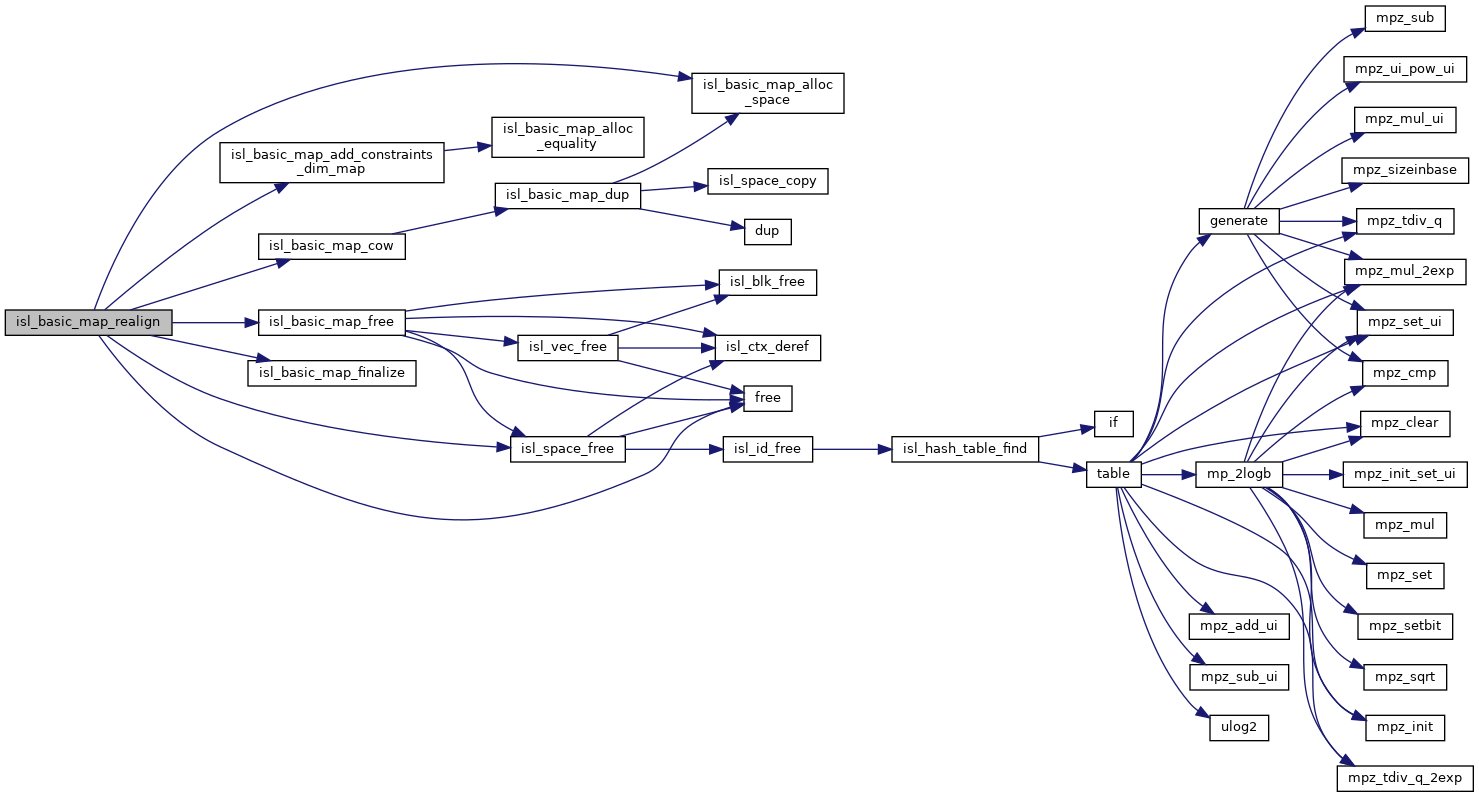 isl_basic_map_realign
isl_basic_map_alloc
_space
isl_basic_map_add_constraints
_dim_map
isl_basic_map_alloc
_equality
isl_basic_map_cow
isl_basic_map_dup
isl_space_copy
dup
isl_basic_map_free
isl_basic_map_finalize
isl_blk_free
isl_vec_free
isl_ctx_deref
free
isl_space_free
isl_id_free
isl_hash_table_find
if
table
generate
mp_2logb
mpz_add_ui
mpz_sub_ui
ulog2
mpz_sub
mpz_ui_pow_ui
mpz_mul_ui
mpz_sizeinbase
mpz_tdiv_q
mpz_mul_2exp
mpz_set_ui
mpz_cmp
mpz_clear
mpz_init_set_ui
mpz_mul
mpz_set
mpz_setbit
mpz_sqrt
mpz_init
mpz_tdiv_q_2exp